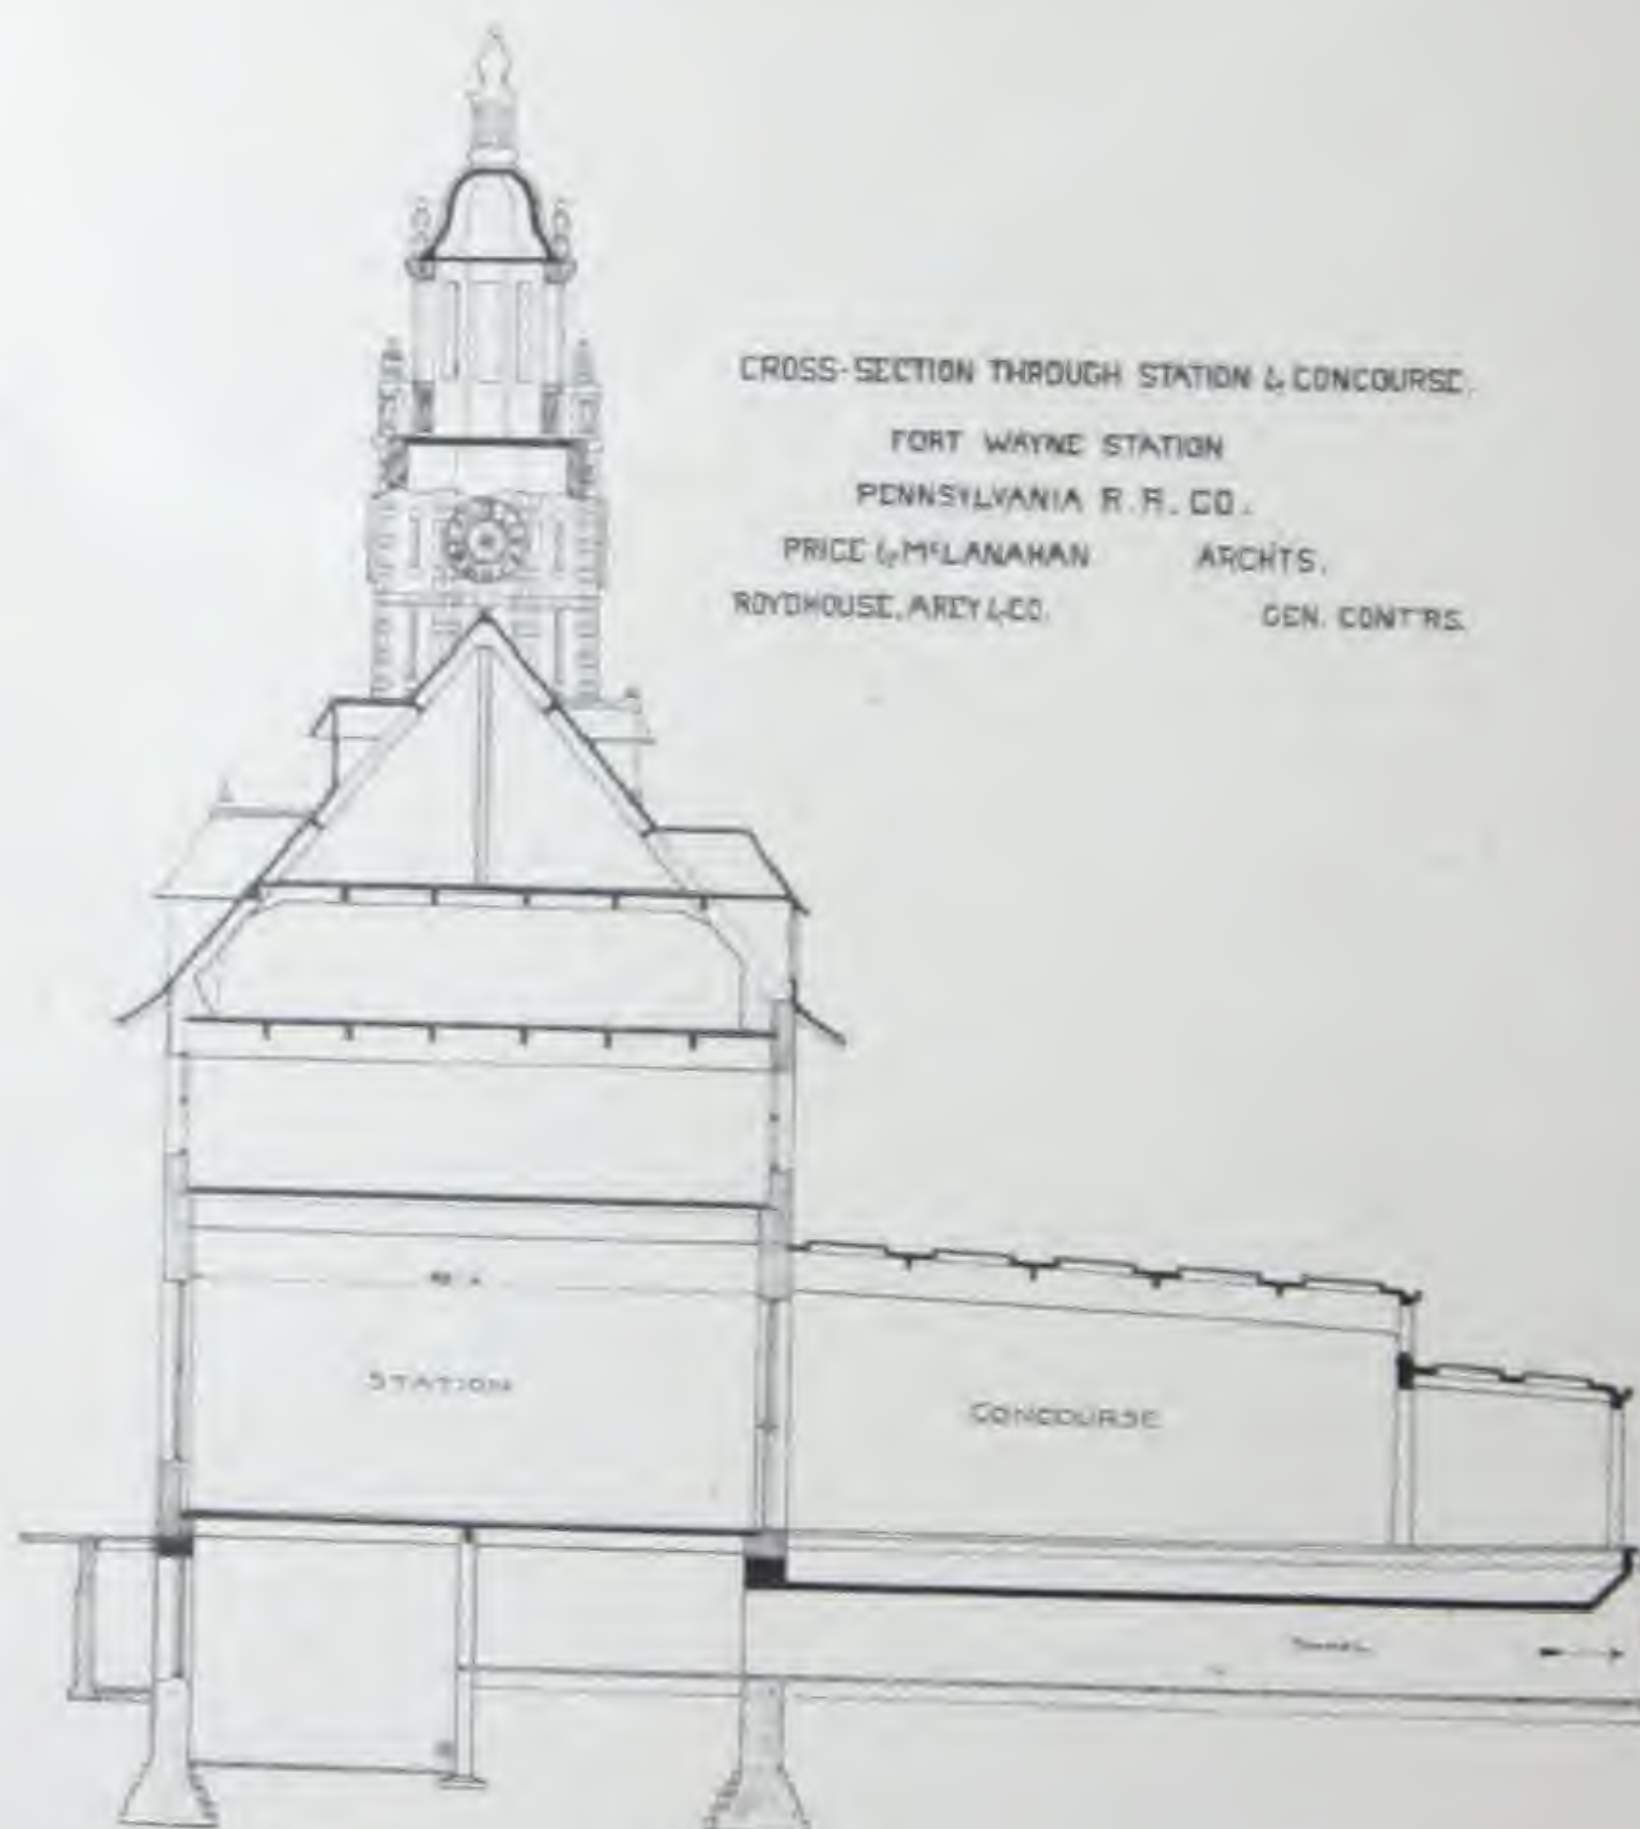 CROSS-SECTION THROUGH STATION & CONCOURSE.
FORT WAYNE STATION
PENNSYLVANIA R.R. CO.
PRICE & McLANAHAN ARCHTS.
ROYDHOUSE, AREY & CO. GEN. CONT'RS.
STATION
CONCOURSE
TUNNEL